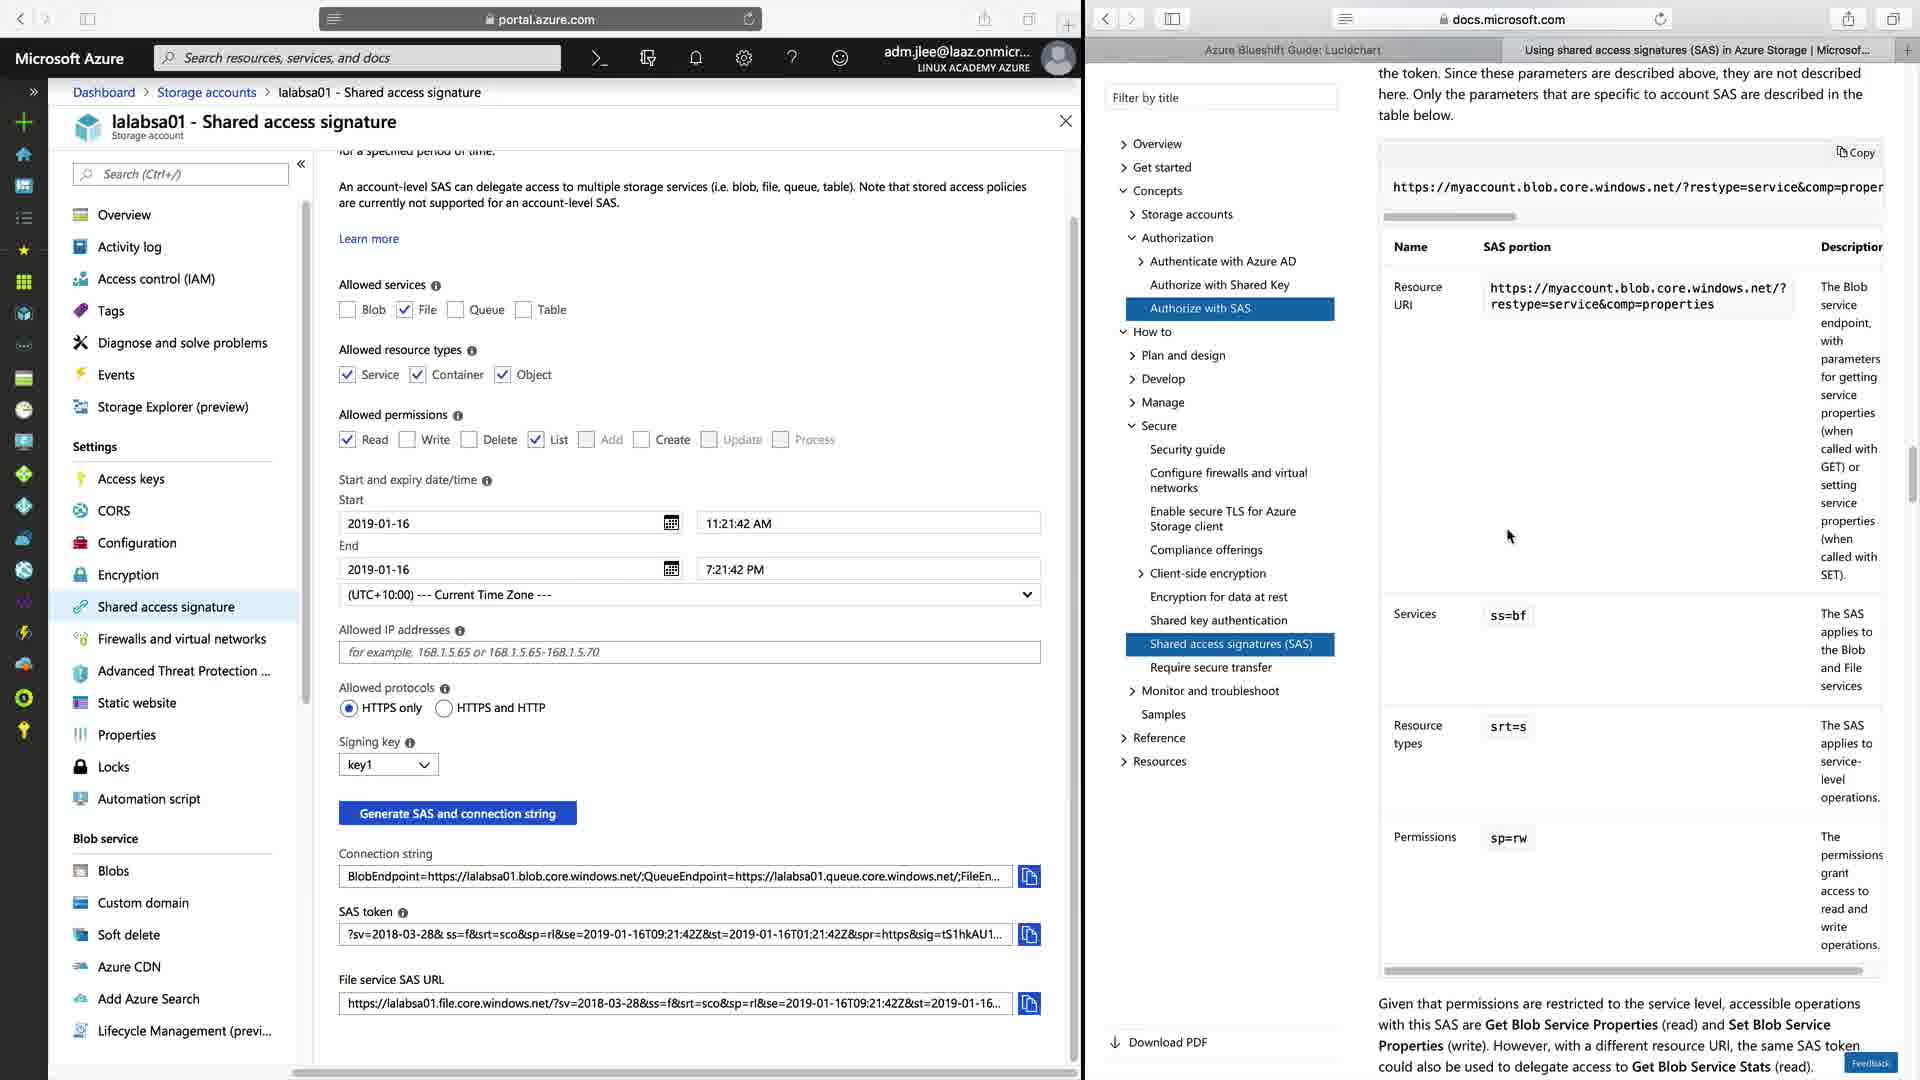 portal.azure.com
Microsoft Azure
Search resources, services, and docs
adm.jlee@laaz.onmicr...
LINUX ACADEMY AZURE
Dashboard > Storage accounts > lalabsa01 - Shared access signature
lalabsa01 - Shared access signature
Storage account
Search (Ctrl+/)
Overview
Activity log
Access control (IAM)
Tags
Diagnose and solve problems
Events
Storage Explorer (preview)
Settings
Access keys
CORS
Configuration
Encryption
Shared access signature
Firewalls and virtual networks
Advanced Threat Protection ...
Static website
Properties
Locks
Automation script
Blob service
Blobs
Custom domain
Soft delete
Azure CDN
Add Azure Search
Lifecycle Management (previ...
for a specified period of time.
An account-level SAS can delegate access to multiple storage services (i.e. blob, file, queue, table). Note that stored access policies
are currently not supported for an account-level SAS.
Learn more
Allowed services
Blob File Queue Table
Allowed resource types
Service Container Object
Allowed permissions
Read Write Delete List Add Create Update Process
Start and expiry date/time
Start
2019-01-16 11:21:42 AM
End
2019-01-16 7:21:42 PM
(UTC+10:00) --- Current Time Zone ---
Allowed IP addresses
for example, 168.1.5.65 or 168.1.5.65-168.1.5.70
Allowed protocols
HTTPS only HTTPS and HTTP
Signing key
key1
Generate SAS and connection string
Connection string
BlobEndpoint=https://lalabsa01.blob.core.windows.net/;QueueEndpoint=https://lalabsa01.queue.core.windows.net/;FileEn...
SAS token
?sv=2018-03-28&ss=f&srt=sco&sp=rl&se=2019-01-16T09:21:42Z&st=2019-01-16T01:21:42Z&spr=https&sig=tS1hkAU1...
File service SAS URL
https://lalabsa01.file.core.windows.net/?sv=2018-03-28&ss=f&srt=sco&sp=rl&se=2019-01-16T09:21:42Z&st=2019-01-16...
docs.microsoft.com
Azure Blueshift Guide: Lucidchart
Using shared access signatures (SAS) in Azure Storage | Microsof...
Filter by title
Overview
Get started
Concepts
Storage accounts
Authorization
Authenticate with Azure AD
Authorize with Shared Key
Authorize with SAS
How to
Plan and design
Develop
Manage
Secure
Security guide
Configure firewalls and virtual
networks
Enable secure TLS for Azure
Storage client
Compliance offerings
Client-side encryption
Encryption for data at rest
Shared key authentication
Shared access signatures (SAS)
Require secure transfer
Monitor and troubleshoot
Samples
Reference
Resources
Download PDF
the token. Since these parameters are described above, they are not described
here. Only the parameters that are specific to account SAS are described in the
table below.
Copy
https://myaccount.blob.core.windows.net/?restype=service&comp=proper
Name SAS portion Description
Resource
URI
https://myaccount.blob.core.windows.net/?
restype=service&comp=properties
The Blob
service
endpoint,
with
parameters
for getting
service
properties
(when
called with
GET) or
setting
service
properties
(when
called with
SET).
Services
ss=bf
The SAS
applies to
the Blob
and File
services
Resource
types
srt=s
The SAS
applies to
service-
level
operations.
Permissions
sp=rw
The
permissions
grant
access to
read and
write
operations.
Given that permissions are restricted to the service level, accessible operations
with this SAS are Get Blob Service Properties (read) and Set Blob Service
Properties (write). However, with a different resource URI, the same SAS token
could also be used to delegate access to Get Blob Service Stats (read).
Feedback